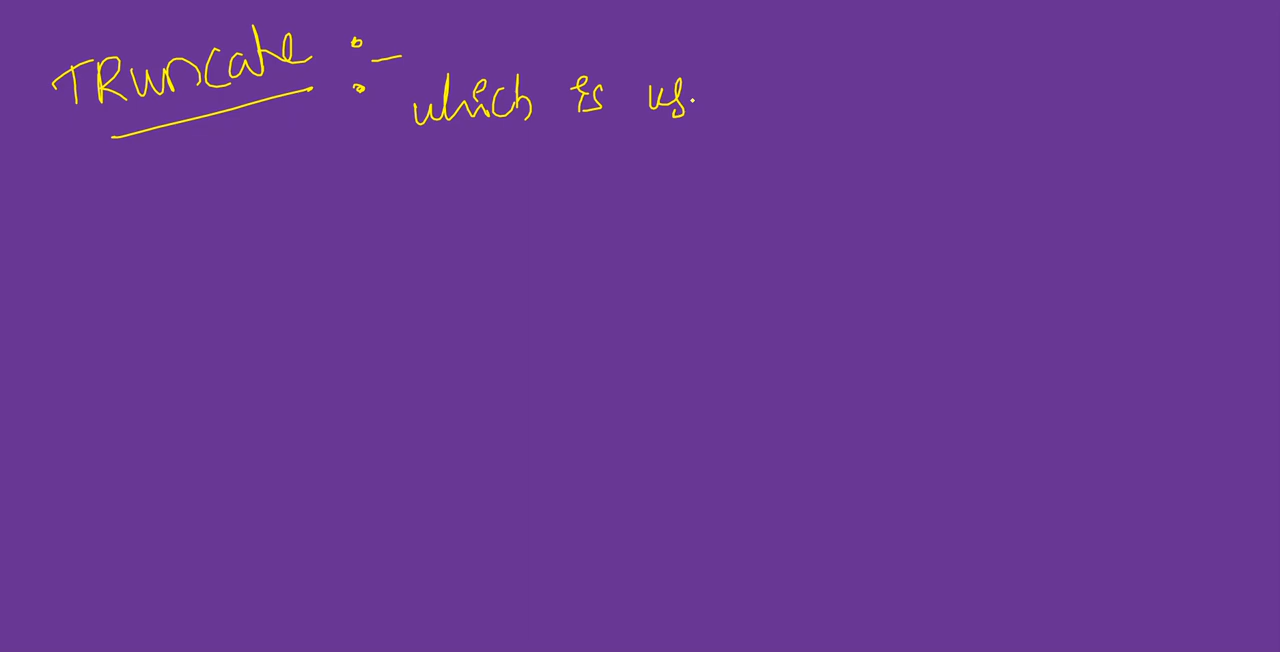 TRuncate :- which is us.